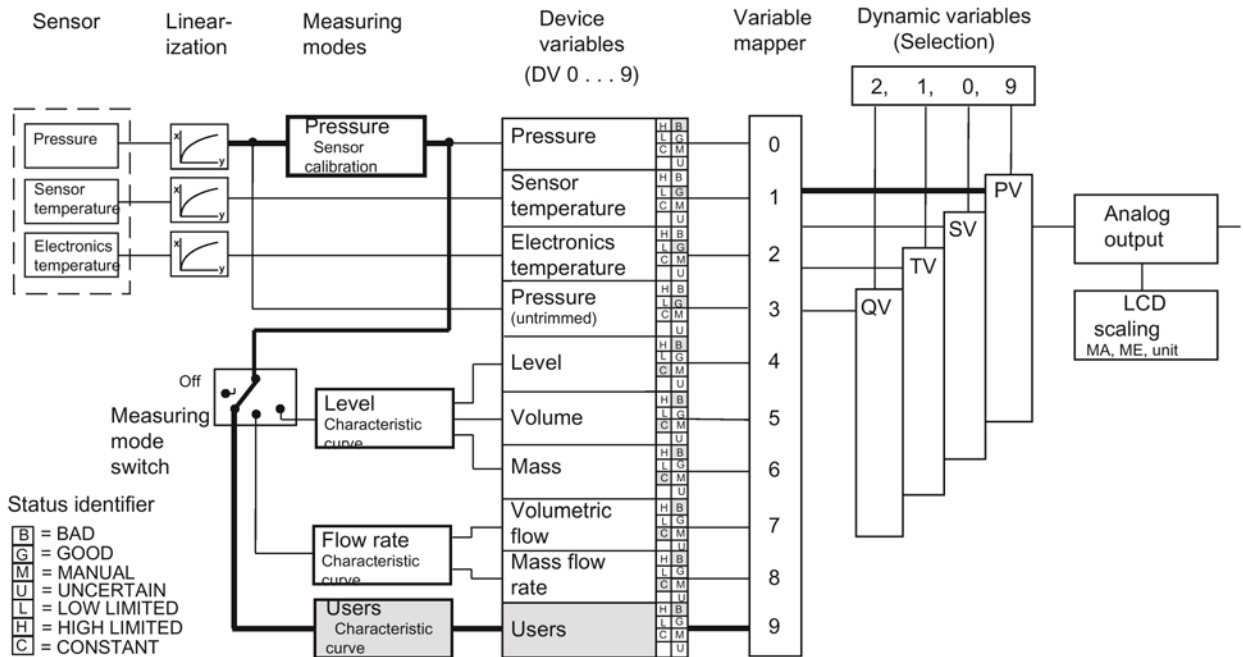 Sensor
Linear-
ization
Measuring
modes
Device
variables
(DV 0 . . . 9)
Variable
mapper
Dynamic variables
(Selection)
2, 1, 0, 9
Pressure
x
y
Pressure
Sensor
calibration
Pressure
H B
L G
C M
U
0
Sensor
temperature
x
y
Sensor
temperature
H B
L G
C M
U
1
PV
Electronics
temperature
x
y
Electronics
temperature
H B
L G
C M
U
2
SV
TV
QV
Analog
output
LCD
scaling
MA, ME, unit
Pressure
(untrimmed)
H B
L G
C M
U
3
Off
Measuring
mode
switch
Level
Characteristic
curve
Level
H B
L G
C M
U
4
Volume
H B
L G
C M
U
5
Mass
H B
L G
C M
U
6
Flow rate
Characteristic
curve
Volumetric
flow
H B
L G
C M
U
7
Mass flow
rate
H B
L G
C M
U
8
Users
Characteristic
curve
Users
H B
L G
C M
U
9
Status identifier
B = BAD
G = GOOD
M = MANUAL
U = UNCERTAIN
L = LOW LIMITED
H = HIGH LIMITED
C = CONSTANT